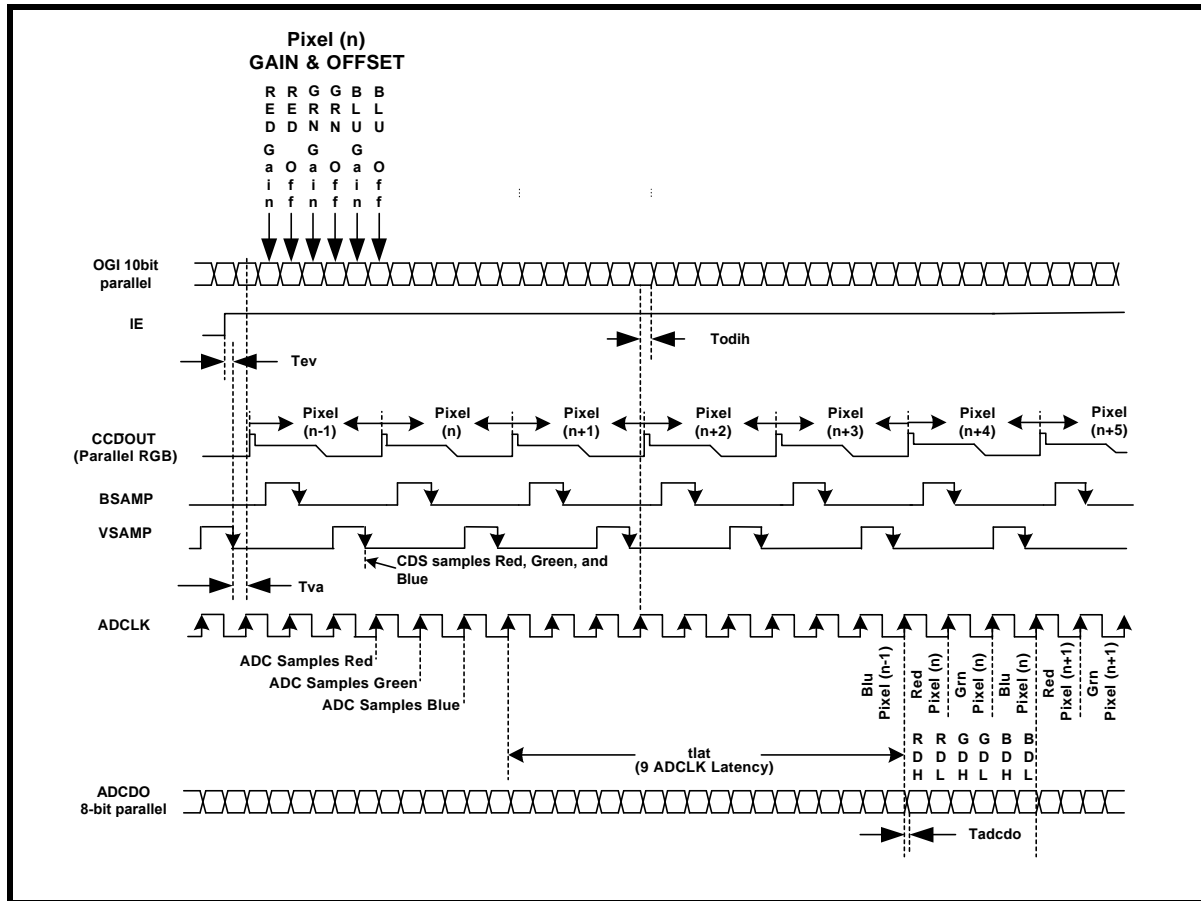 Pixel (n)
GAIN & OFFSET
RED Gain
RED Off
GRN Gain
GRN Off
BLU Gain
BLU Off
OGI 10bit
parallel
IE
Todih
Tev
Pixel
(n-1)
Pixel
(n)
Pixel
(n+1)
Pixel
(n+2)
Pixel
(n+3)
Pixel
(n+4)
Pixel
(n+5)
CCDOUT
(Parallel RGB)
BSAMP
VSAMP
CDS samples Red, Green, and
Blue
Tva
ADCLK
ADC Samples Red
ADC Samples Green
ADC Samples Blue
Blu
Pixel (n-1)
Red
Pixel (n)
Grn
Pixel (n)
Blu
Pixel (n)
Red
Pixel (n+1)
Grn
Pixel (n+1)
tlat
(9 ADCLK Latency)
RDH
RDL
GDH
GDL
BDH
BDL
ADCDO
8-bit parallel
Tadcdo